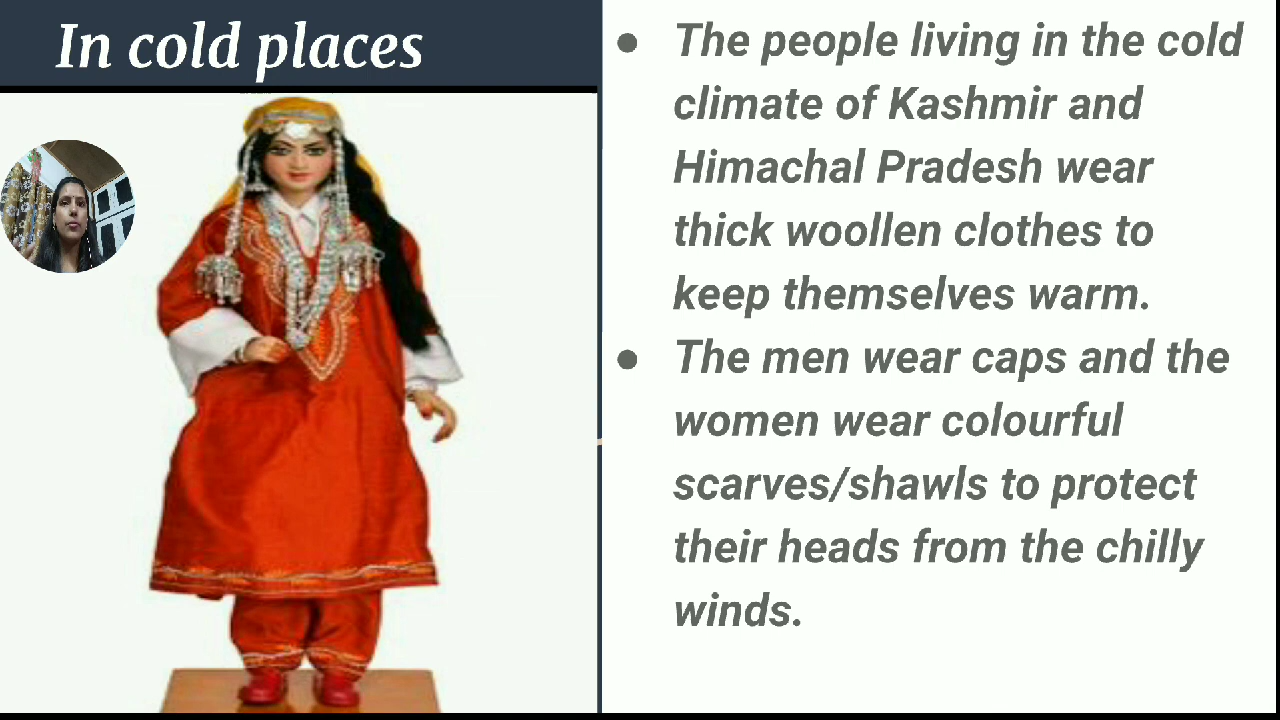 In cold places
● The people living in the cold
climate of Kashmir and
Himachal Pradesh wear
thick woollen clothes to
keep themselves warm.
● The men wear caps and the
women wear colourful
scarves/shawls to protect
their heads from the chilly
winds.